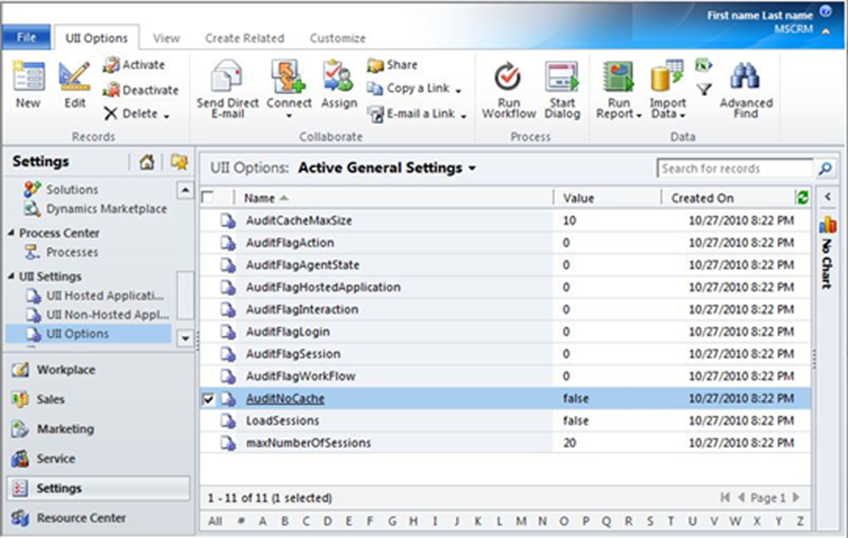 First name Last name
MSCRM
File UII Options View Create Related Customize
New
Edit
Activate
Deactivate
Delete
Records
Send Direct E-mail
Connect
Assign
Share
Copy a Link
E-mail a Link
Collaborate
Run Workflow
Start Dialog
Process
Run Report
Import Data
Advanced Find
Data
Settings
Solutions
Dynamics Marketplace
Process Center
Processes
UII Settings
UII Hosted Applicati...
UII Non-Hosted Appl...
UII Options
Workplace
Sales
Marketing
Service
Settings
Resource Center
UII Options: Active General Settings
Search for records
Name Value Created On
AuditCacheMaxSize 10 10/27/2010 8:22 PM
AuditFlagAction 0 10/27/2010 8:22 PM
AuditFlagAgentState 0 10/27/2010 8:22 PM
AuditFlagHostedApplication 0 10/27/2010 8:22 PM
AuditFlagInteraction 0 10/27/2010 8:22 PM
AuditFlagLogin 0 10/27/2010 8:22 PM
AuditFlagSession 0 10/27/2010 8:22 PM
AuditFlagWorkFlow 0 10/27/2010 8:22 PM
AuditNoCache false 10/27/2010 8:22 PM
LoadSessions false 10/27/2010 8:22 PM
maxNumberOfSessions 20 10/27/2010 8:22 PM
No Chart
1 - 11 of 11 (1 selected) Page 1
All # A B C D E F G H I J K L M N O P Q R S T U V W X Y Z